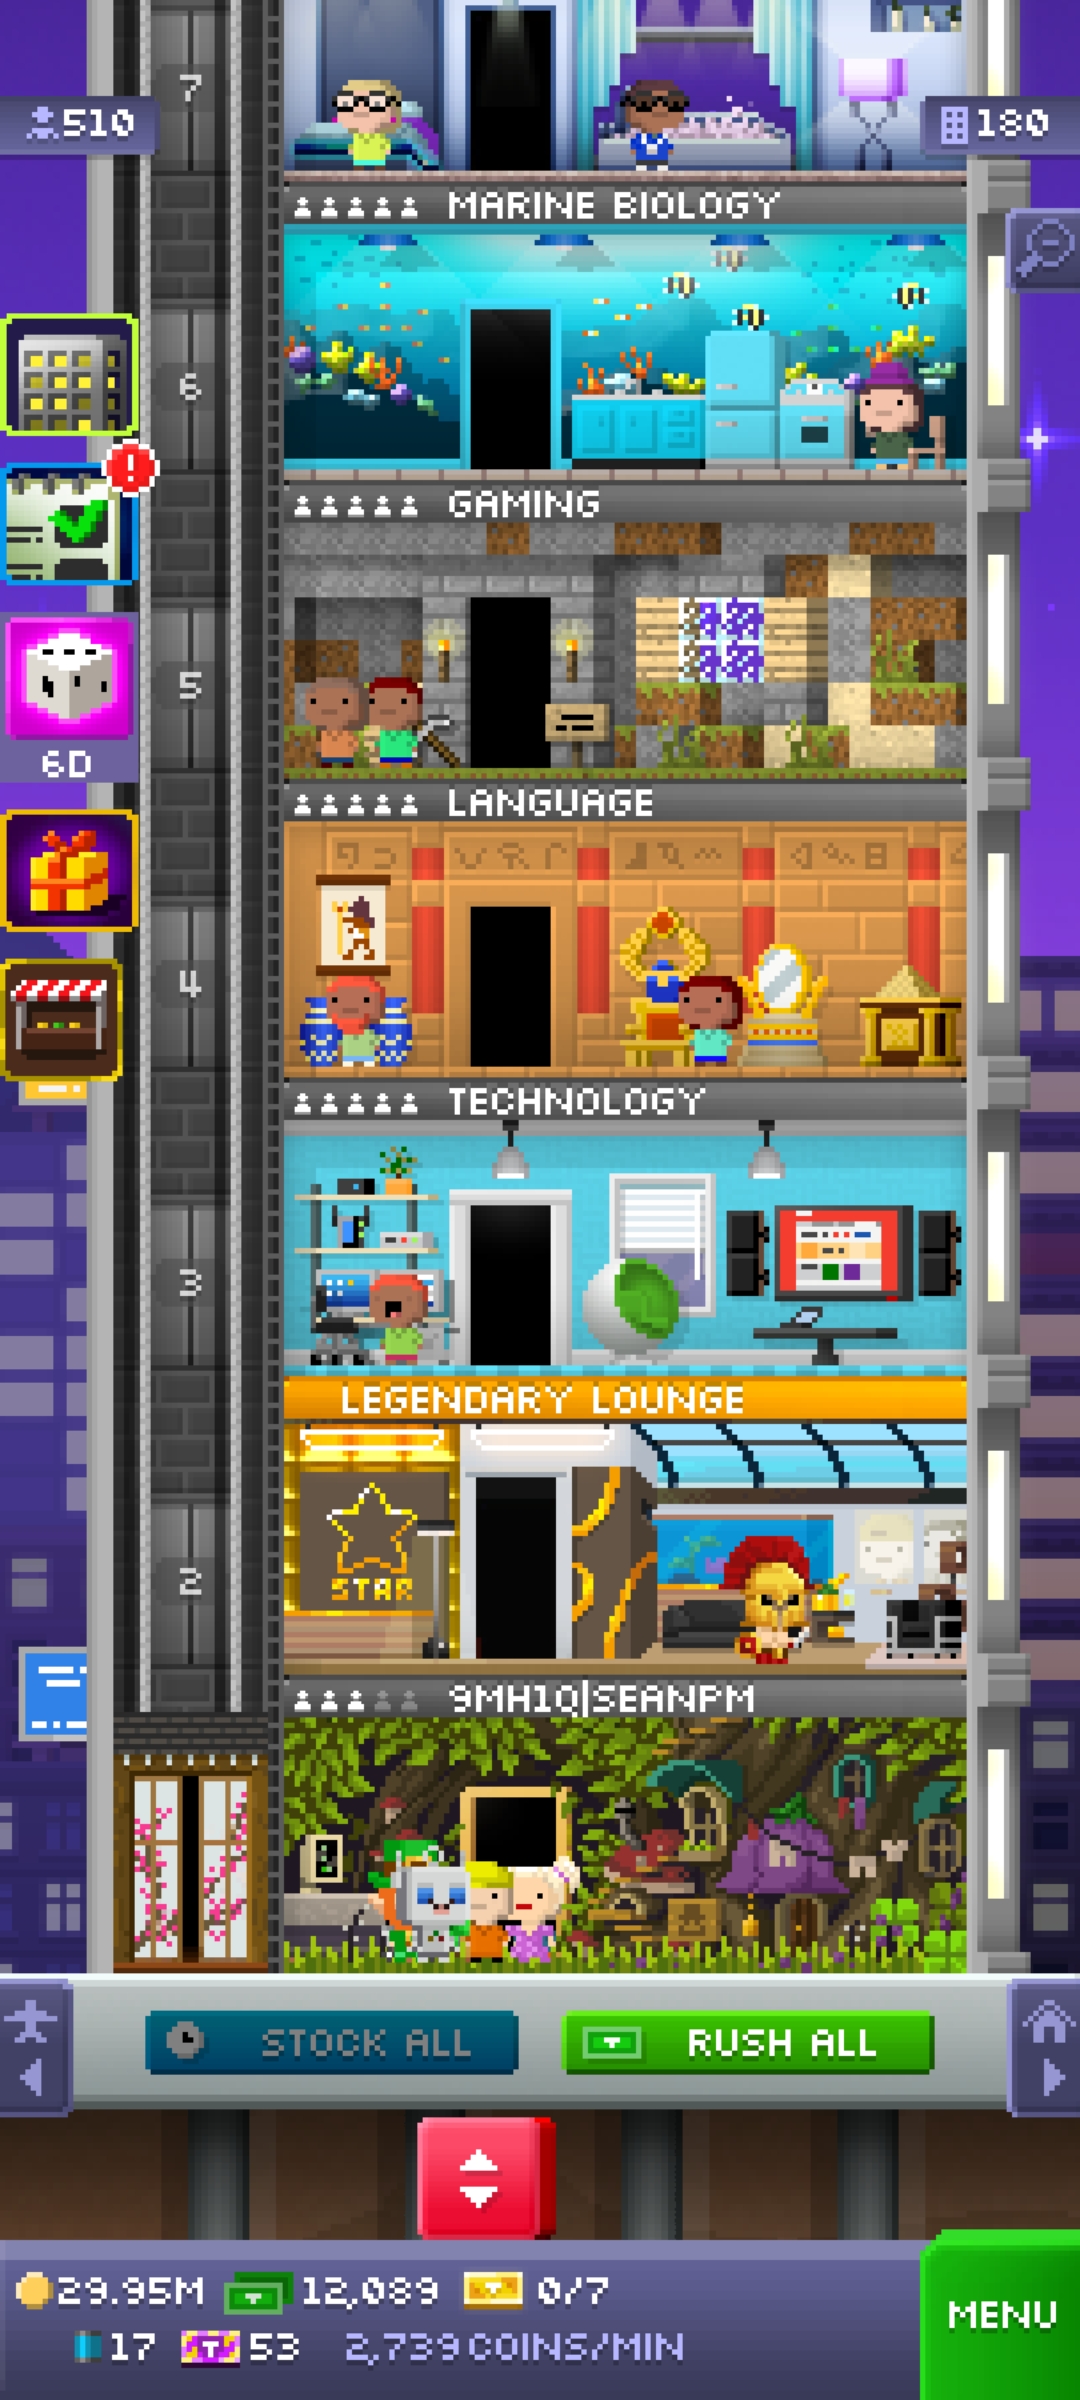 7
510
180
MARINE BIOLOGY
6
GAMING
5
6D
LANGUAGE
4
TECHNOLOGY
3
LEGENDARY LOUNGE
STAR
2
9MH1Q|SEANPM
STOCK ALL
RUSH ALL
29.95M
12,089
0/7
MENU
17
53
2,739 COINS/MIN